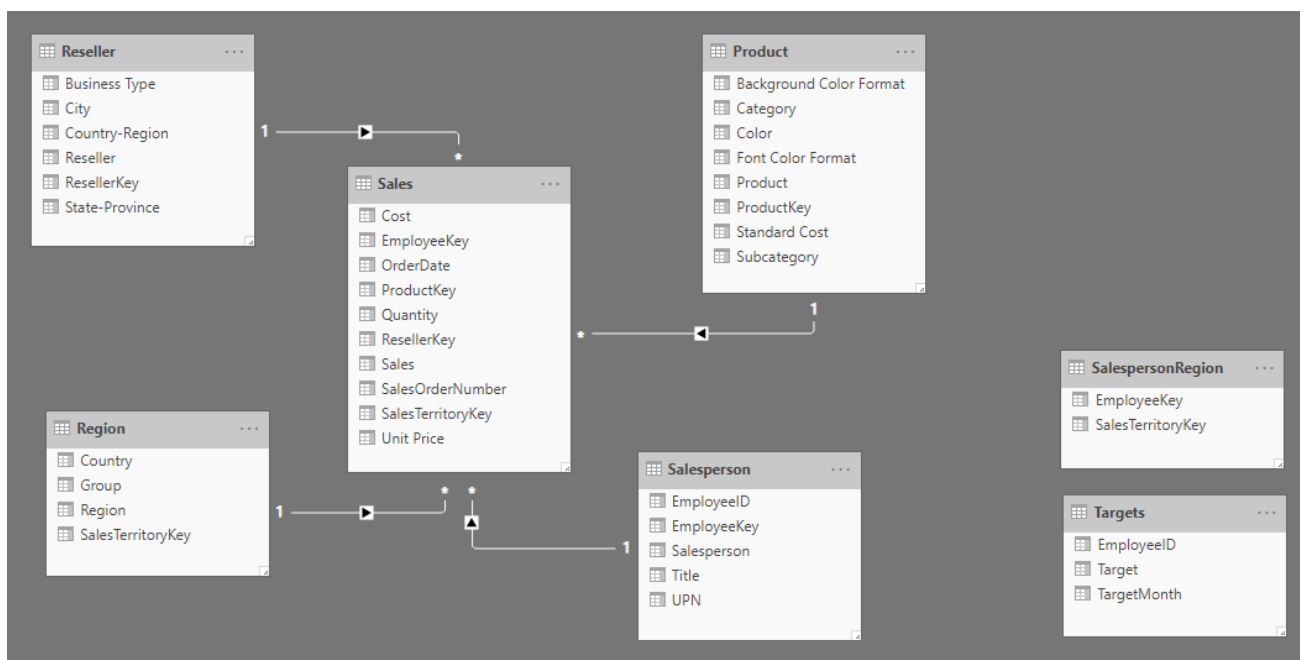 Reseller
Business Type
City
Country-Region
Reseller
ResellerKey
State-Province
1
*
Product
Background Color Format
Category
Color
Font Color Format
Product
ProductKey
Standard Cost
Subcategory
1
*
Sales
Cost
EmployeeKey
OrderDate
ProductKey
Quantity
ResellerKey
Sales
SalesOrderNumber
SalesTerritoryKey
Unit Price
SalespersonRegion
EmployeeKey
SalesTerritoryKey
Region
Country
Group
Region
SalesTerritoryKey
1
*
*
1
Salesperson
EmployeeID
EmployeeKey
Salesperson
Title
UPN
Targets
EmployeeID
Target
TargetMonth